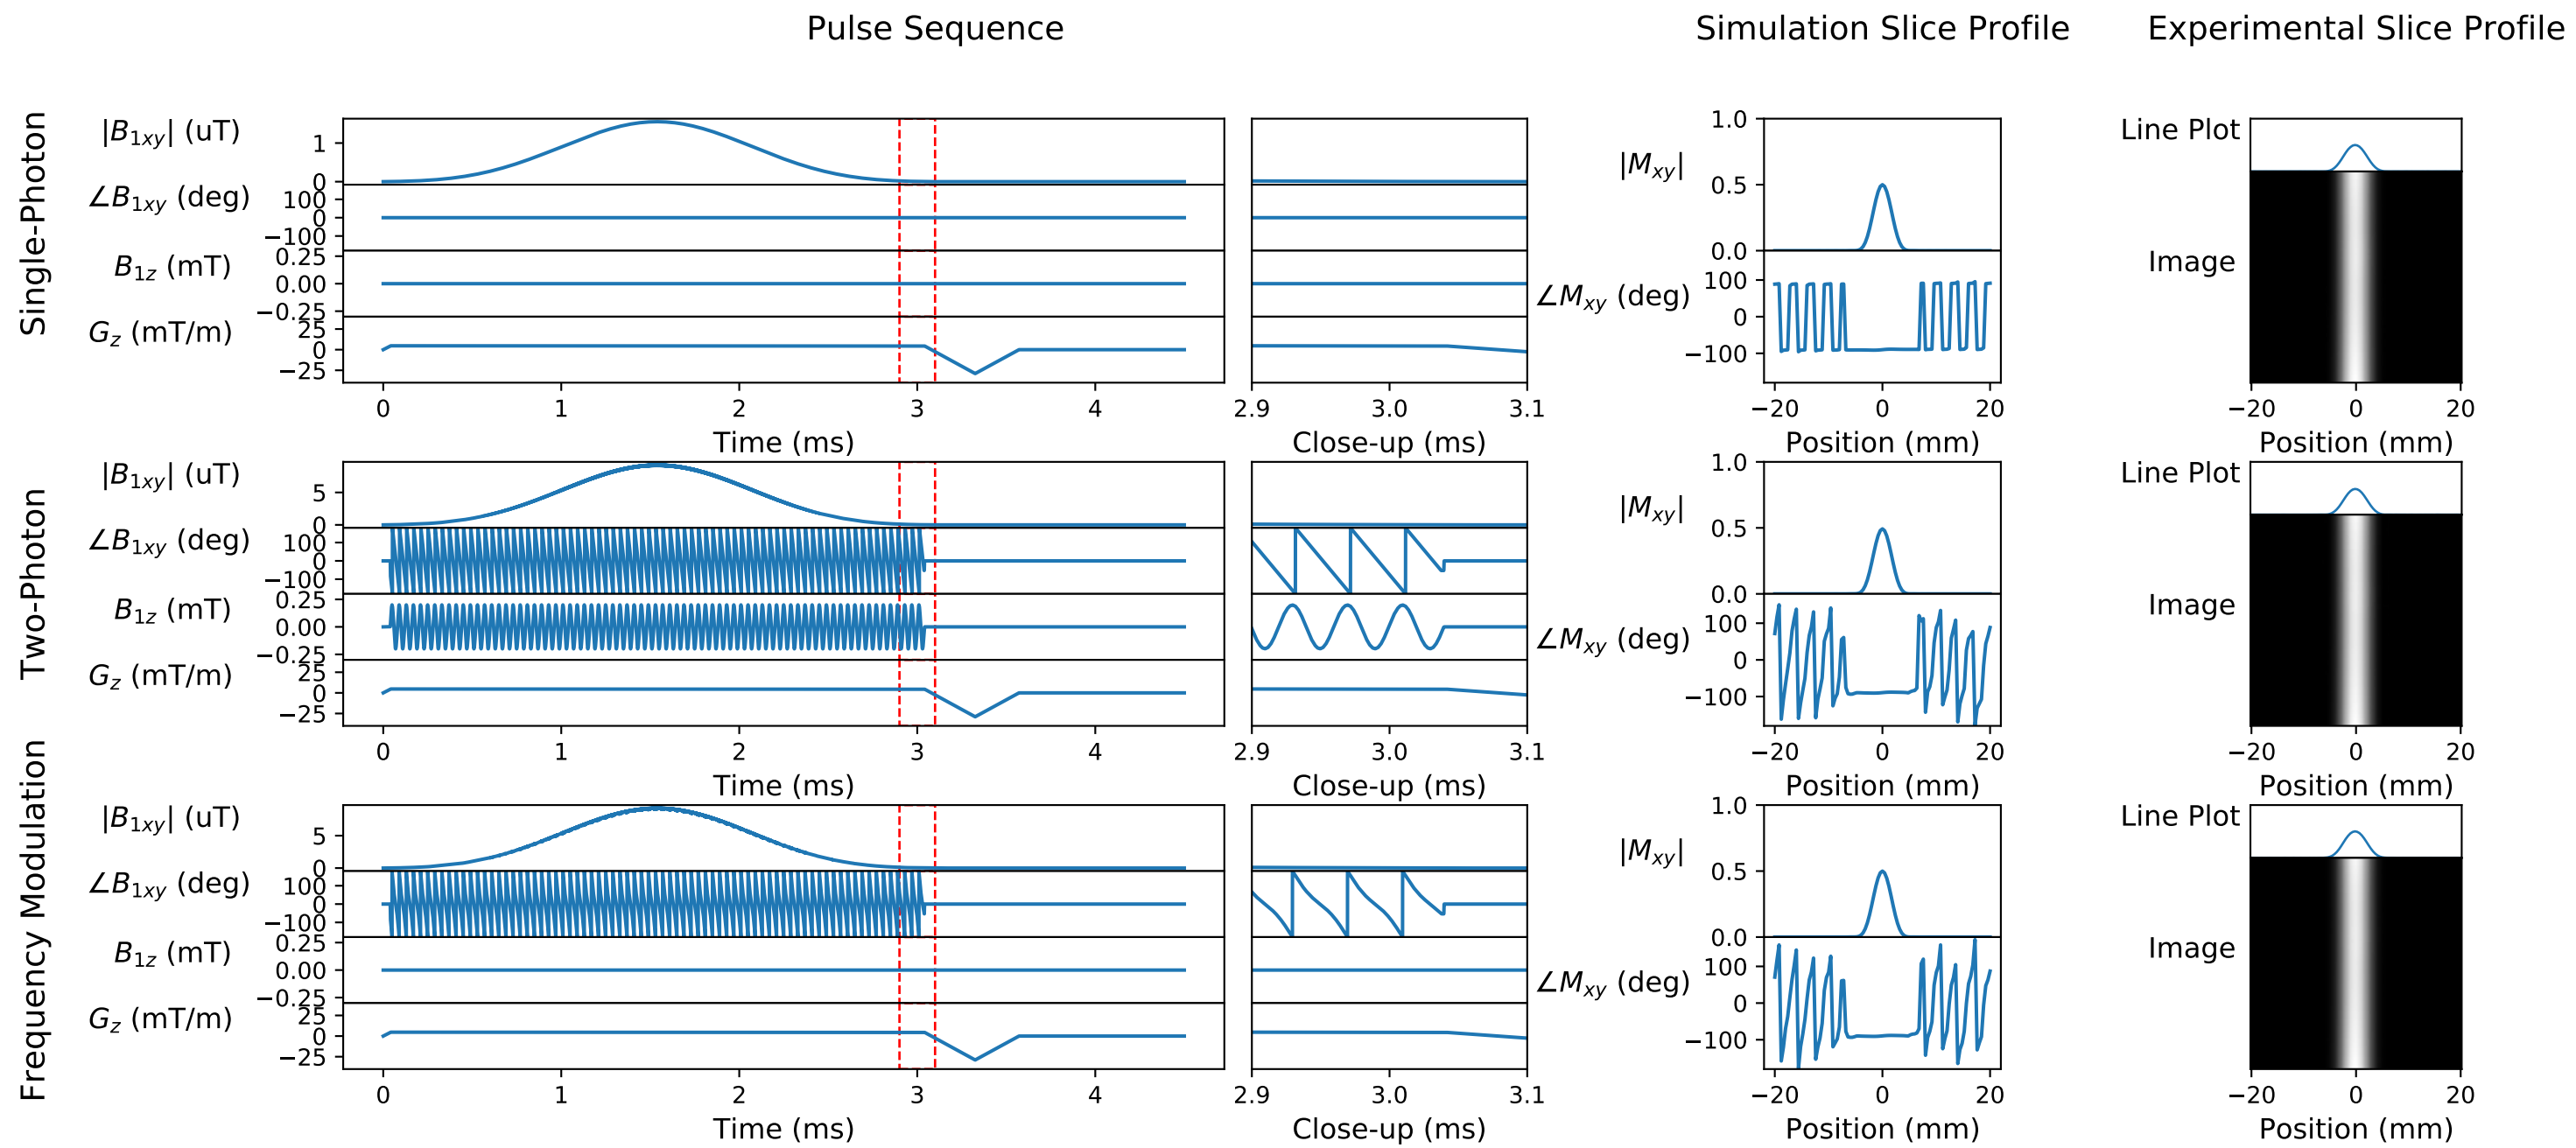 Pulse Sequence
Simulation Slice Profile
Experimental Slice Profile
Single-Photon
|B1xy| (uT)
1
0
∠B1xy (deg)
100
0
−100
B1z (mT)
0.25
0.00
−0.25
Gz (mT/m)
25
0
−25
0 1 2 3 4
Time (ms)
2.9 3.0 3.1
Close-up (ms)
|Mxy|
1.0
0.5
0.0
∠Mxy (deg)
100
0
−100
−20 0 20
Position (mm)
Line Plot
Image
−20 0 20
Position (mm)
Two-Photon
|B1xy| (uT)
5
0
∠B1xy (deg)
100
0
−100
B1z (mT)
0.25
0.00
−0.25
Gz (mT/m)
25
0
−25
0 1 2 3 4
Time (ms)
2.9 3.0 3.1
Close-up (ms)
|Mxy|
1.0
0.5
0.0
∠Mxy (deg)
100
0
−100
−20 0 20
Position (mm)
Line Plot
Image
−20 0 20
Position (mm)
Frequency Modulation
|B1xy| (uT)
5
0
∠B1xy (deg)
100
0
−100
B1z (mT)
0.25
0.00
−0.25
Gz (mT/m)
25
0
−25
0 1 2 3 4
Time (ms)
2.9 3.0 3.1
Close-up (ms)
|Mxy|
1.0
0.5
0.0
∠Mxy (deg)
100
0
−100
−20 0 20
Position (mm)
Line Plot
Image
−20 0 20
Position (mm)